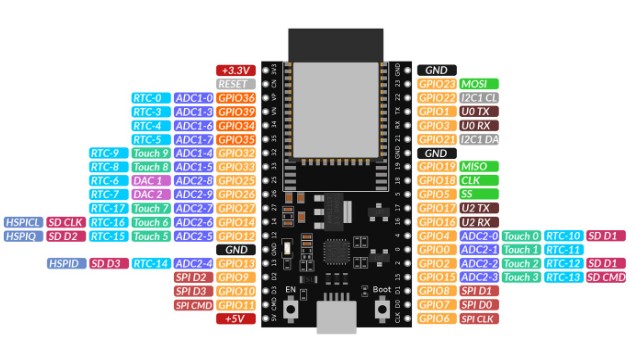 +3.3V 3V3 GND GND
RESET CN 23 GPIO23 MOSI
RTC-0 ADC1-0 GPIO36 VP 22 GPIO22 I2C1 CL
RTC-3 ADC1-3 GPIO39 VN TX GPIO1 U0 TX
RTC-4 ADC1-6 GPIO34 34 RX GPIO3 U0 RX
RTC-5 ADC1-7 GPIO35 35 21 GPIO21 I2C1 DA
RTC-9 Touch 9 ADC1-4 GPIO32 32 GND GND
RTC-8 Touch 8 ADC1-5 GPIO33 33 19 GPIO19 MISO
RTC-6 DAC 1 ADC2-8 GPIO25 25 18 GPIO18 CLK
RTC-7 DAC 2 ADC2-9 GPIO26 26 5 GPIO5 SS
RTC-17 Touch 7 ADC2-7 GPIO27 27 17 GPIO17 U2 TX
HSPICL SD CLK RTC-16 Touch 6 ADC2-6 GPIO14 14 16 GPIO16 U2 RX
HSPIQ SD D2 RTC-15 Touch 5 ADC2-5 GPIO12 12 4 GPIO4 ADC2-0 Touch 0 RTC-10 SD D1
GND GND 0 GPIO0 ADC2-1 Touch 1 RTC-11
HSPID SD D3 RTC-14 ADC2-4 GPIO13 13 2 GPIO2 ADC2-2 Touch 2 RTC-12 SD D1
SPI D2 GPIO9 D2 15 GPIO15 ADC2-3 Touch 3 RTC-13 SD CMD
SPI D3 GPIO10 D3 D1 GPIO8 SPI D1
SPI CMD GPIO11 CMD D0 GPIO7 SPI D0
+5V 5V CLK GPIO6 SPI CLK
EN Boot